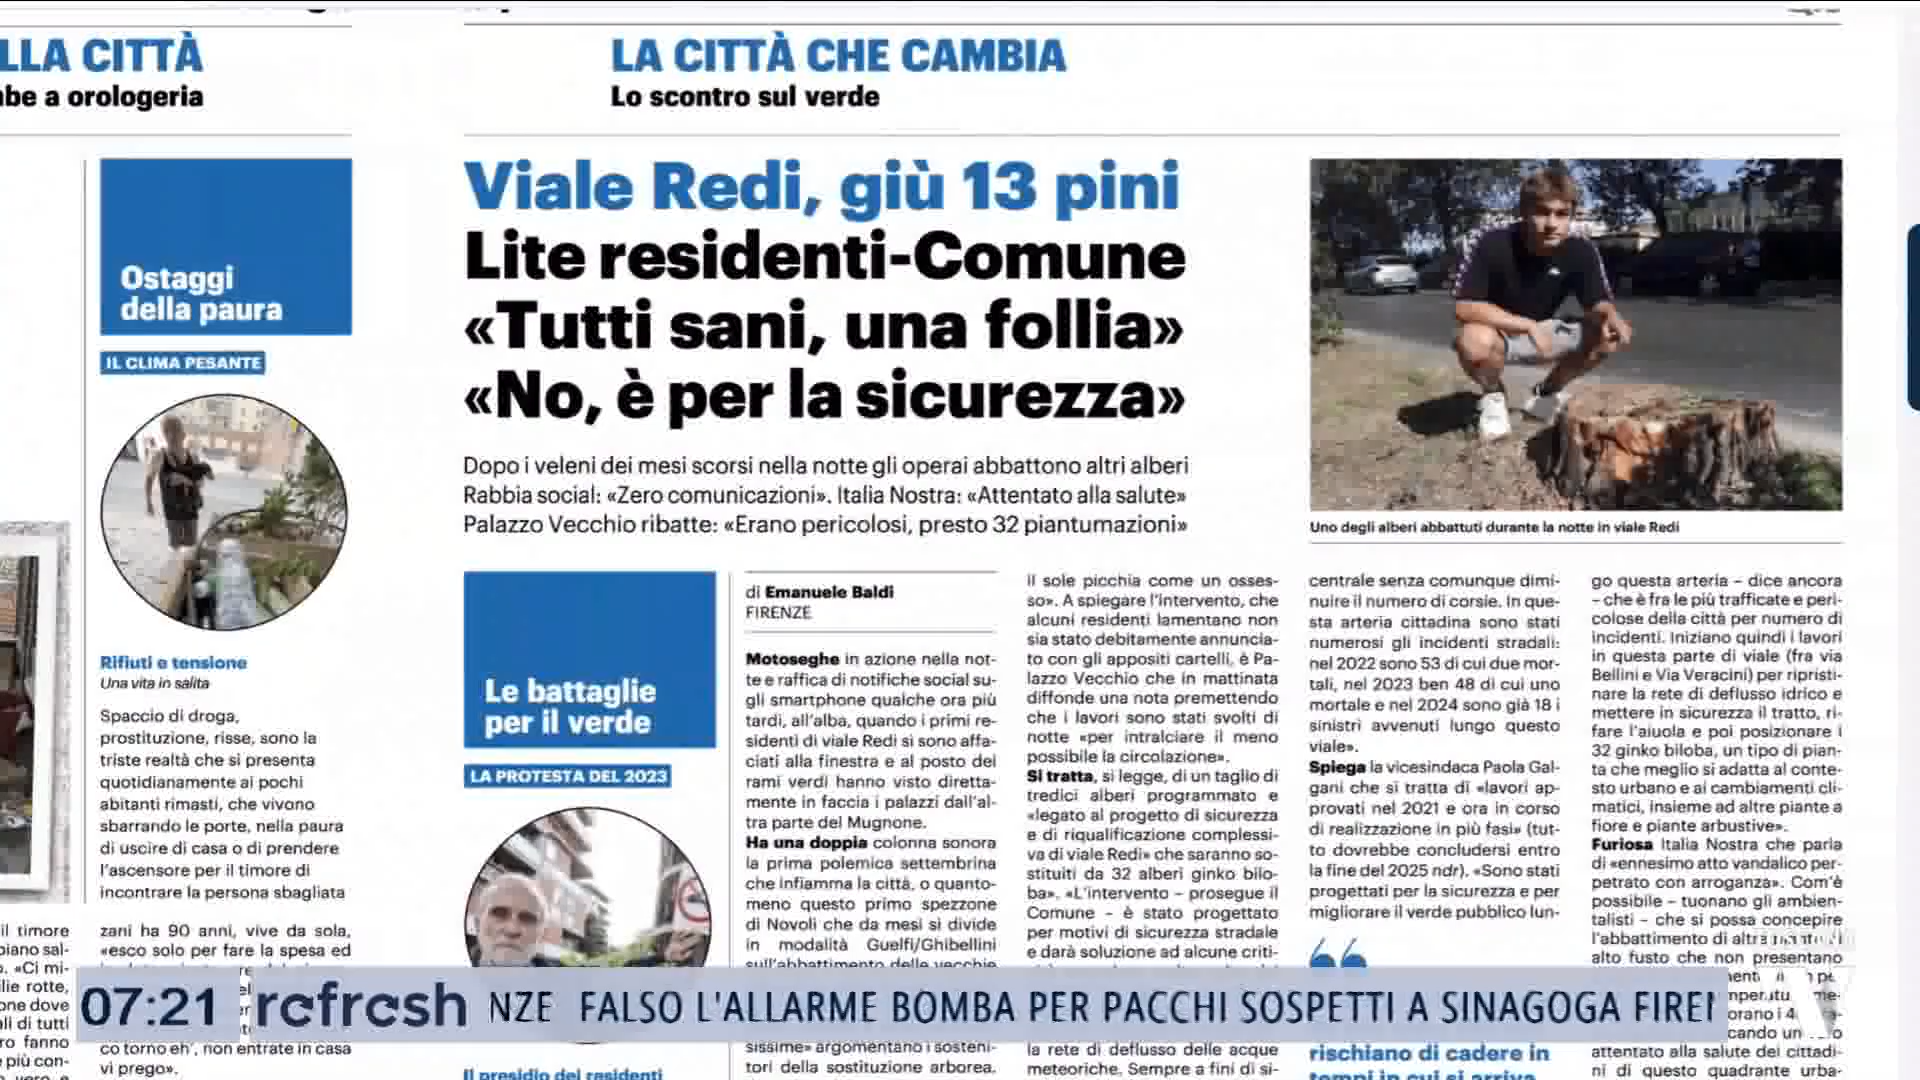 LLA CITTÀ
be a orologeria
LA CITTÀ CHE CAMBIA
Lo scontro sul verde
Ostaggi
della paura
IL CLIMA PESANTE
Rifiuti e tensione
Una vita in salita
Spaccio di droga,
prostituzione, risse, sono la
triste realtà che si presenta
quotidianamente ai pochi
abitanti rimasti, che vivono
sbarrando le porte, nella paura
di uscire di casa o di prendere
l'ascensore per il timore di
incontrare la persona sbagliata
il timore
piano sal-
«Ci mi-
lie rotte,
one dove
li di tutti
ro fanno
più con-
zani ha 90 anni, vive da sola,
«esco solo per fare la spesa ed
co torno eh', non entrate in casa
vi prego».
Viale Redi, giù 13 pini
Lite residenti-Comune
«Tutti sani, una follia»
«No, è per la sicurezza»
Dopo i veleni dei mesi scorsi nella notte gli operai abbattono altri alberi
Rabbia social: «Zero comunicazioni». Italia Nostra: «Attentato alla salute»
Palazzo Vecchio ribatte: «Erano pericolosi, presto 32 piantumazioni»
Uno degli alberi abbattuti durante la notte in viale Redi
Le battaglie
per il verde
LA PROTESTA DEL 2023
Il presidio dei residenti
di Emanuele Baldi
FIRENZE
Motoseghe in azione nella not-
te e raffica di notifiche social su-
gli smartphone qualche ora più
tardi, all'alba, quando i primi re-
sidenti di viale Redi si sono affa-
ciati alla finestra e al posto dei
rami verdi hanno visto diretta-
mente in faccia i palazzi dall'al-
tra parte del Mugnone.
Ha una doppia colonna sonora
la prima polemica settembrina
che infiamma la città, o quanto-
meno questo primo spezzone
di Novoli che da mesi si divide
in modalità Guelfi/Ghibellini
sull'abbattimento delle vecchie
sissime» argomentano i sosteni-
tori della sostituzione arborea.
il sole picchia come un osses-
so». A spiegare l'intervento, che
alcuni residenti lamentano non
sia stato debitamente annuncia-
to con gli appositi cartelli, è Pa-
lazzo Vecchio che in mattinata
diffonde una nota premettendo
che i lavori sono stati svolti di
notte «per intralciare il meno
possibile la circolazione».
Si tratta, si legge, di un taglio di
tredici alberi programmato e
«legato al progetto di sicurezza
e di riqualificazione complessi-
va di viale Redi» che saranno so-
stituiti da 32 alberi ginko bilo-
ba». «L'intervento – prosegue il
Comune – è stato progettato
per motivi di sicurezza stradale
e darà soluzione ad alcune criti-
la rete di deflusso delle acque
meteoriche. Sempre a fini di si-
centrale senza comunque dimi-
nuire il numero di corsie. In que-
sta arteria cittadina sono stati
numerosi gli incidenti stradali:
nel 2022 sono 53 di cui due mor-
tali, nel 2023 ben 48 di cui uno
mortale e nel 2024 sono già 18 i
sinistri avvenuti lungo questo
viale».
Spiega la vicesindaca Paola Gal-
gani che si tratta di «lavori ap-
provati nel 2021 e ora in corso
di realizzazione in più fasi» (tut-
to dovrebbe concludersi entro
la fine del 2025 ndr). «Sono stati
progettati per la sicurezza e per
migliorare il verde pubblico lun-
rischiano di cadere in
tempi in cui si arriva
go questa arteria – dice ancora
– che è fra le più trafficate e peri-
colose della città per numero di
incidenti. Iniziano quindi i lavori
in questa parte di viale (fra via
Bellini e Via Veracini) per ripristi-
nare la rete di deflusso idrico e
mettere in sicurezza il tratto, ri-
fare l'aiuola e poi posizionare i
32 ginko biloba, un tipo di pian-
ta che meglio si adatta al conte-
sto urbano e ai cambiamenti cli-
matici, insieme ad altre piante a
fiore e piante arbustive».
Furiosa Italia Nostra che parla
di «ennesimo atto vandalico per-
petrato con arroganza». Com'è
possibile – tuonano gli ambien-
talisti – che si possa concepire
l'abbattimento di altri di
alto fusto che non presentano
attentato alla salute dei cittadi-
ni di questo quadrante urba-
07:21 refresh NZE FALSO L'ALLARME BOMBA PER PACCHI SOSPETTI A SINAGOGA FIREN